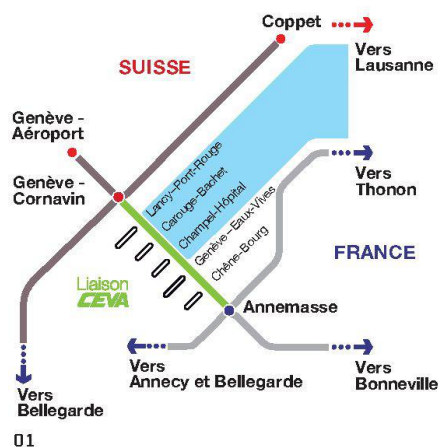 Coppet
Vers
Lausanne
SUISSE
Genève -
Aéroport
Genève -
Cornavin
Lancy-Pont-Rouge
Carouge-Bachet
Champel-Hôpital
Genève-Eaux-Vives
Chêne-Bourg
Vers
Thonon
FRANCE
Liaison
CEVA
Annemasse
Vers
Bellegarde
Vers
Annecy et Bellegarde
Vers
Bonneville
01